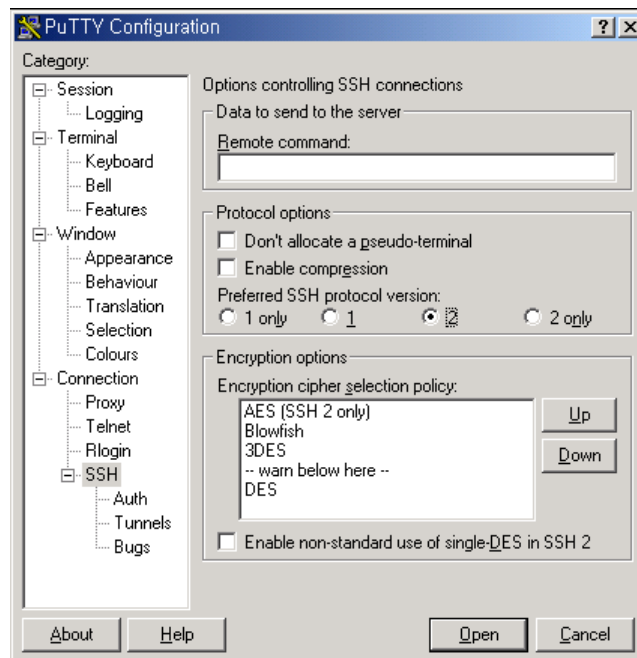 PuTTY Configuration
Category:
Session
Logging
Terminal
Keyboard
Bell
Features
Window
Appearance
Behaviour
Translation
Selection
Colours
Connection
Proxy
Telnet
Rlogin
SSH
Auth
Tunnels
Bugs
Options controlling SSH connections
Data to send to the server
Remote command:
Protocol options
Don't allocate a pseudo-terminal
Enable compression
Preferred SSH protocol version:
1 only 1 2 2 only
Encryption options
Encryption cipher selection policy:
AES (SSH 2 only)
Blowfish
3DES
-- warn below here --
DES
Up
Down
Enable non-standard use of single-DES in SSH 2
About Help Open Cancel